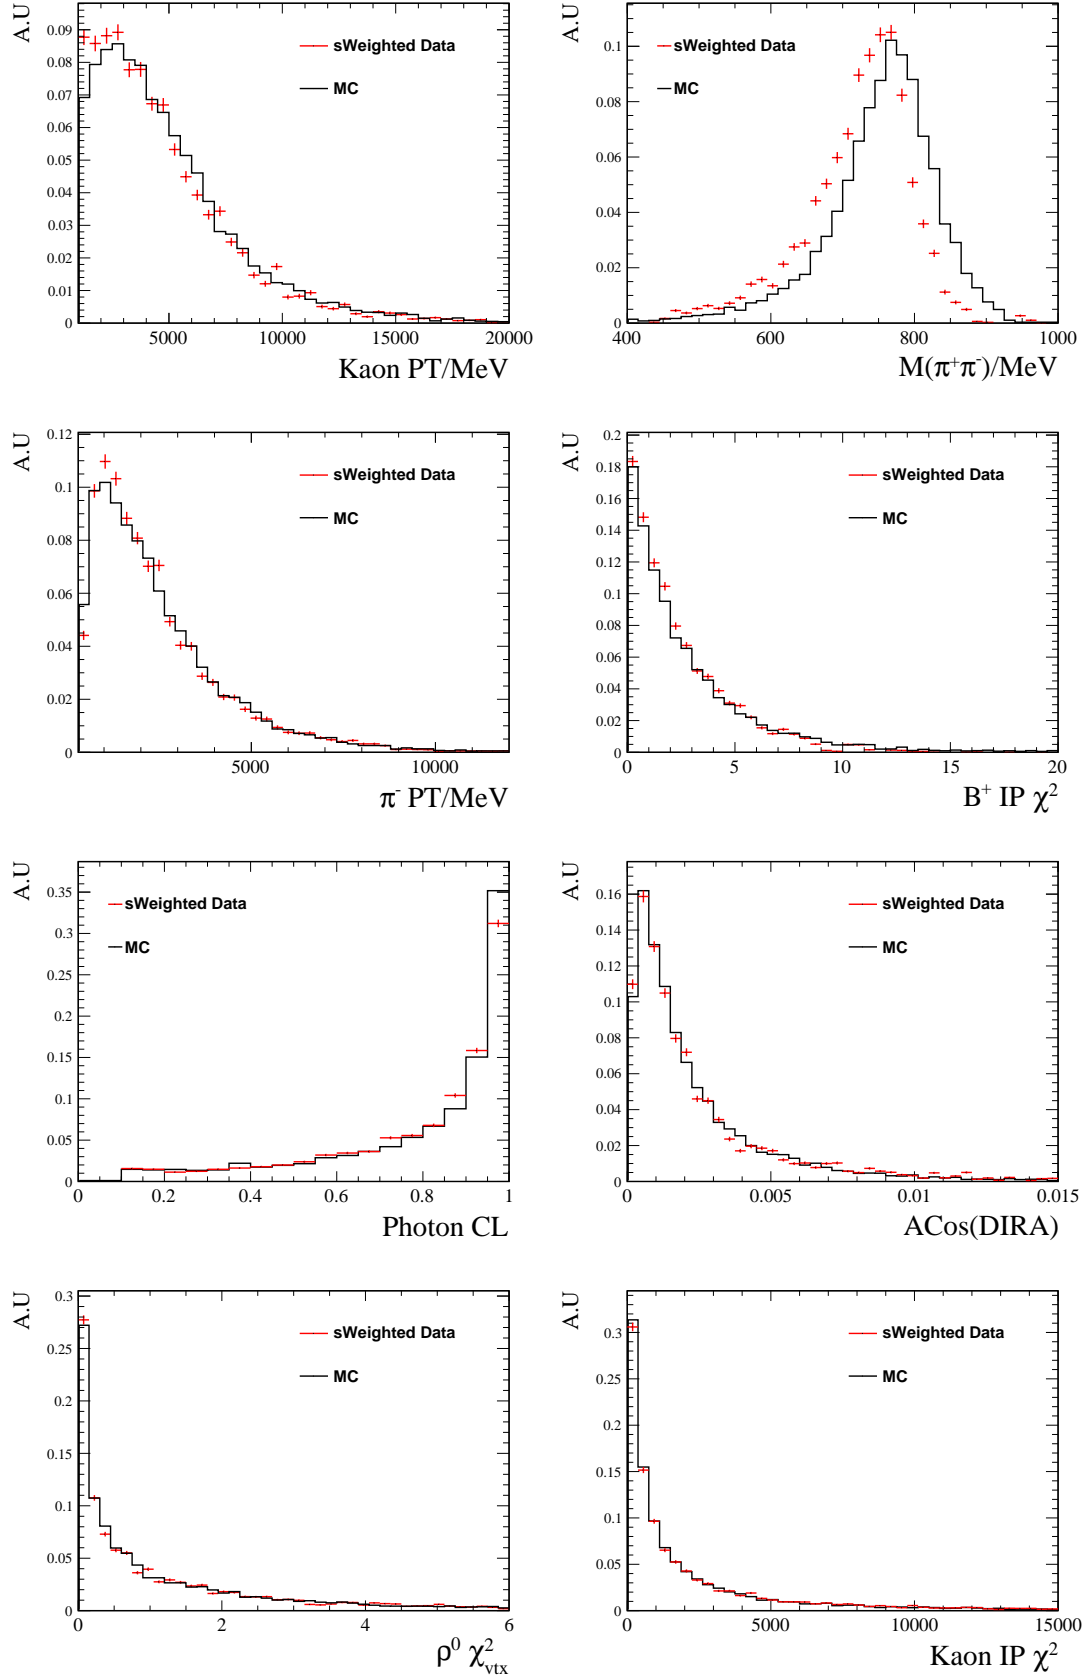 A.U
sWeighted Data
MC
0.09
0.08
0.07
0.06
0.05
0.04
0.03
0.02
0.01
0
5000 10000 15000 20000
Kaon PT/MeV
A.U
sWeighted Data
MC
0.1
0.08
0.06
0.04
0.02
0
400 600 800 1000
M(π⁺π⁻)/MeV
A.U
sWeighted Data
MC
0.12
0.1
0.08
0.06
0.04
0.02
0
5000 10000
π⁻ PT/MeV
A.U
sWeighted Data
MC
0.2
0.18
0.16
0.14
0.12
0.1
0.08
0.06
0.04
0.02
0
0 5 10 15 20
B⁺ IP χ²
A.U
sWeighted Data
MC
0.35
0.3
0.25
0.2
0.15
0.1
0.05
0
0 0.2 0.4 0.6 0.8 1
Photon CL
A.U
sWeighted Data
MC
0.16
0.14
0.12
0.1
0.08
0.06
0.04
0.02
0
0 0.005 0.01 0.015
ACos(DIRA)
A.U
sWeighted Data
MC
0.3
0.25
0.2
0.15
0.1
0.05
0
0 2 4 6
ρ⁰ χ²vtx
A.U
sWeighted Data
MC
0.3
0.25
0.2
0.15
0.1
0.05
0
0 5000 10000 15000
Kaon IP χ²